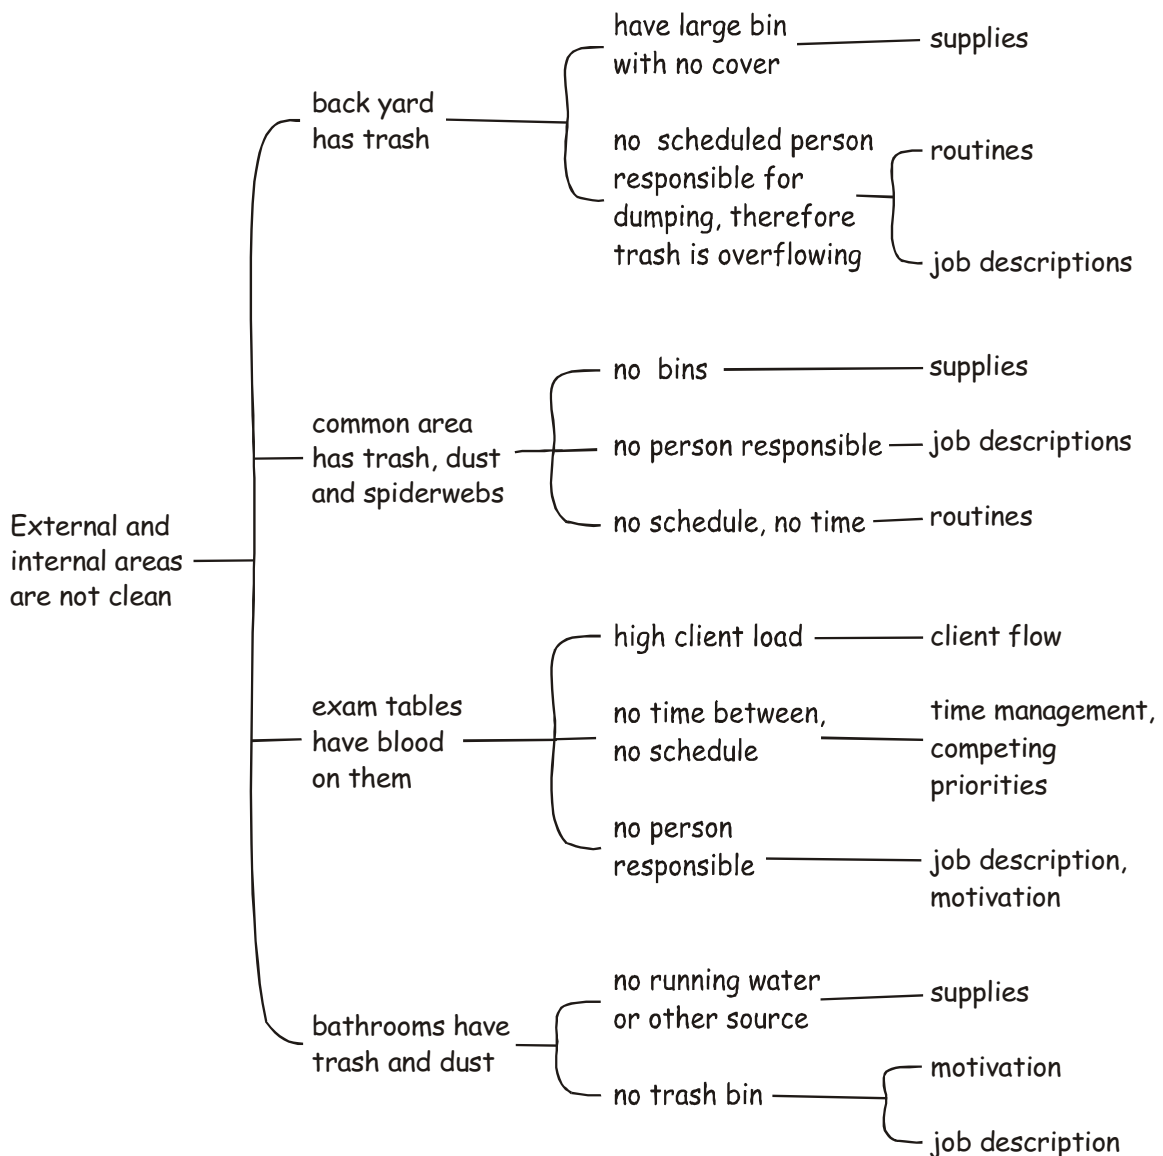 External and
internal areas
are not clean
back yard
has trash
have large bin
with no cover
supplies
no scheduled person
responsible for
dumping, therefore
trash is overflowing
routines
job descriptions
common area
has trash, dust
and spiderwebs
no bins
supplies
no person responsible
job descriptions
no schedule, no time
routines
exam tables
have blood
on them
high client load
client flow
no time between,
no schedule
time management,
competing
priorities
no person
responsible
job description,
motivation
bathrooms have
trash and dust
no running water
or other source
supplies
no trash bin
motivation
job description